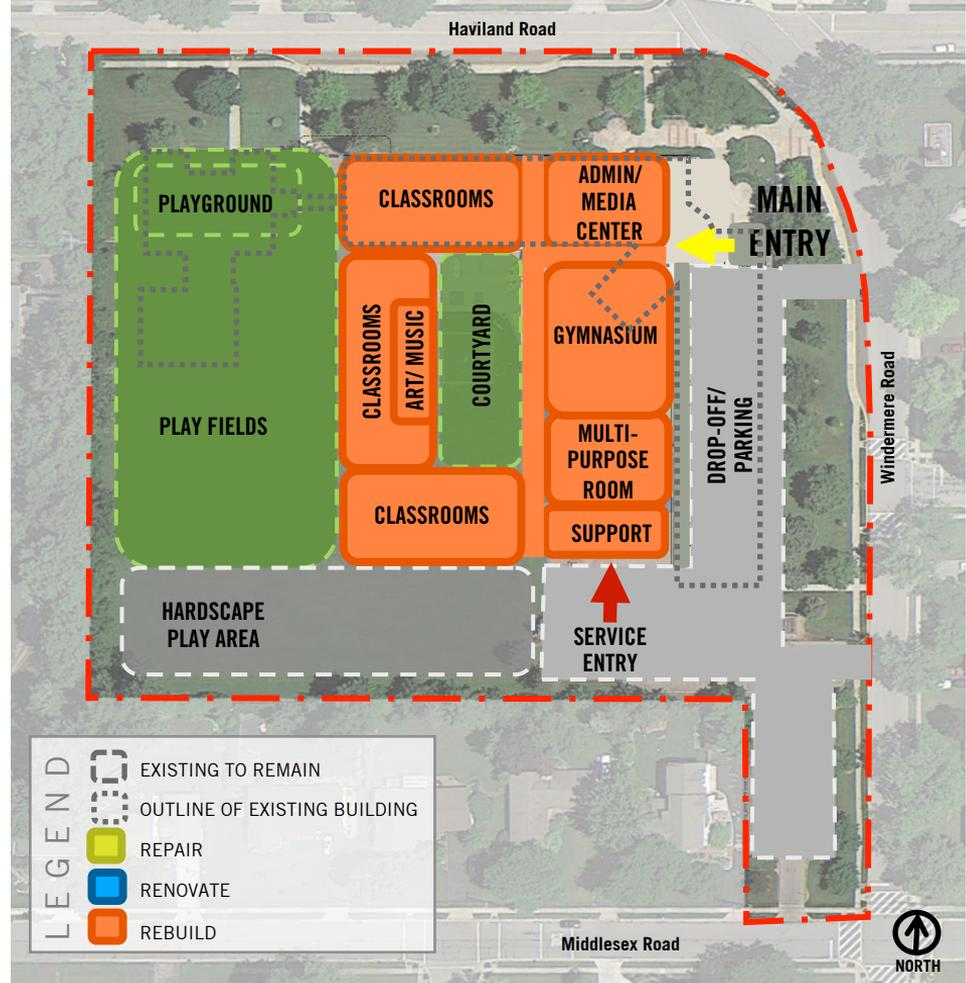 Haviland Road
PLAYGROUND
CLASSROOMS
ADMIN/
MEDIA
CENTER
MAIN
ENTRY
CLASSROOMS
ART/ MUSIC
COURTYARD
GYMNASIUM
PLAY FIELDS
MULTI-
PURPOSE
ROOM
DROP-OFF/
PARKING
Windermere Road
CLASSROOMS
SUPPORT
HARDSCAPE
PLAY AREA
SERVICE
ENTRY
LEGEND
EXISTING TO REMAIN
OUTLINE OF EXISTING BUILDING
REPAIR
RENOVATE
REBUILD
Middlesex Road
NORTH